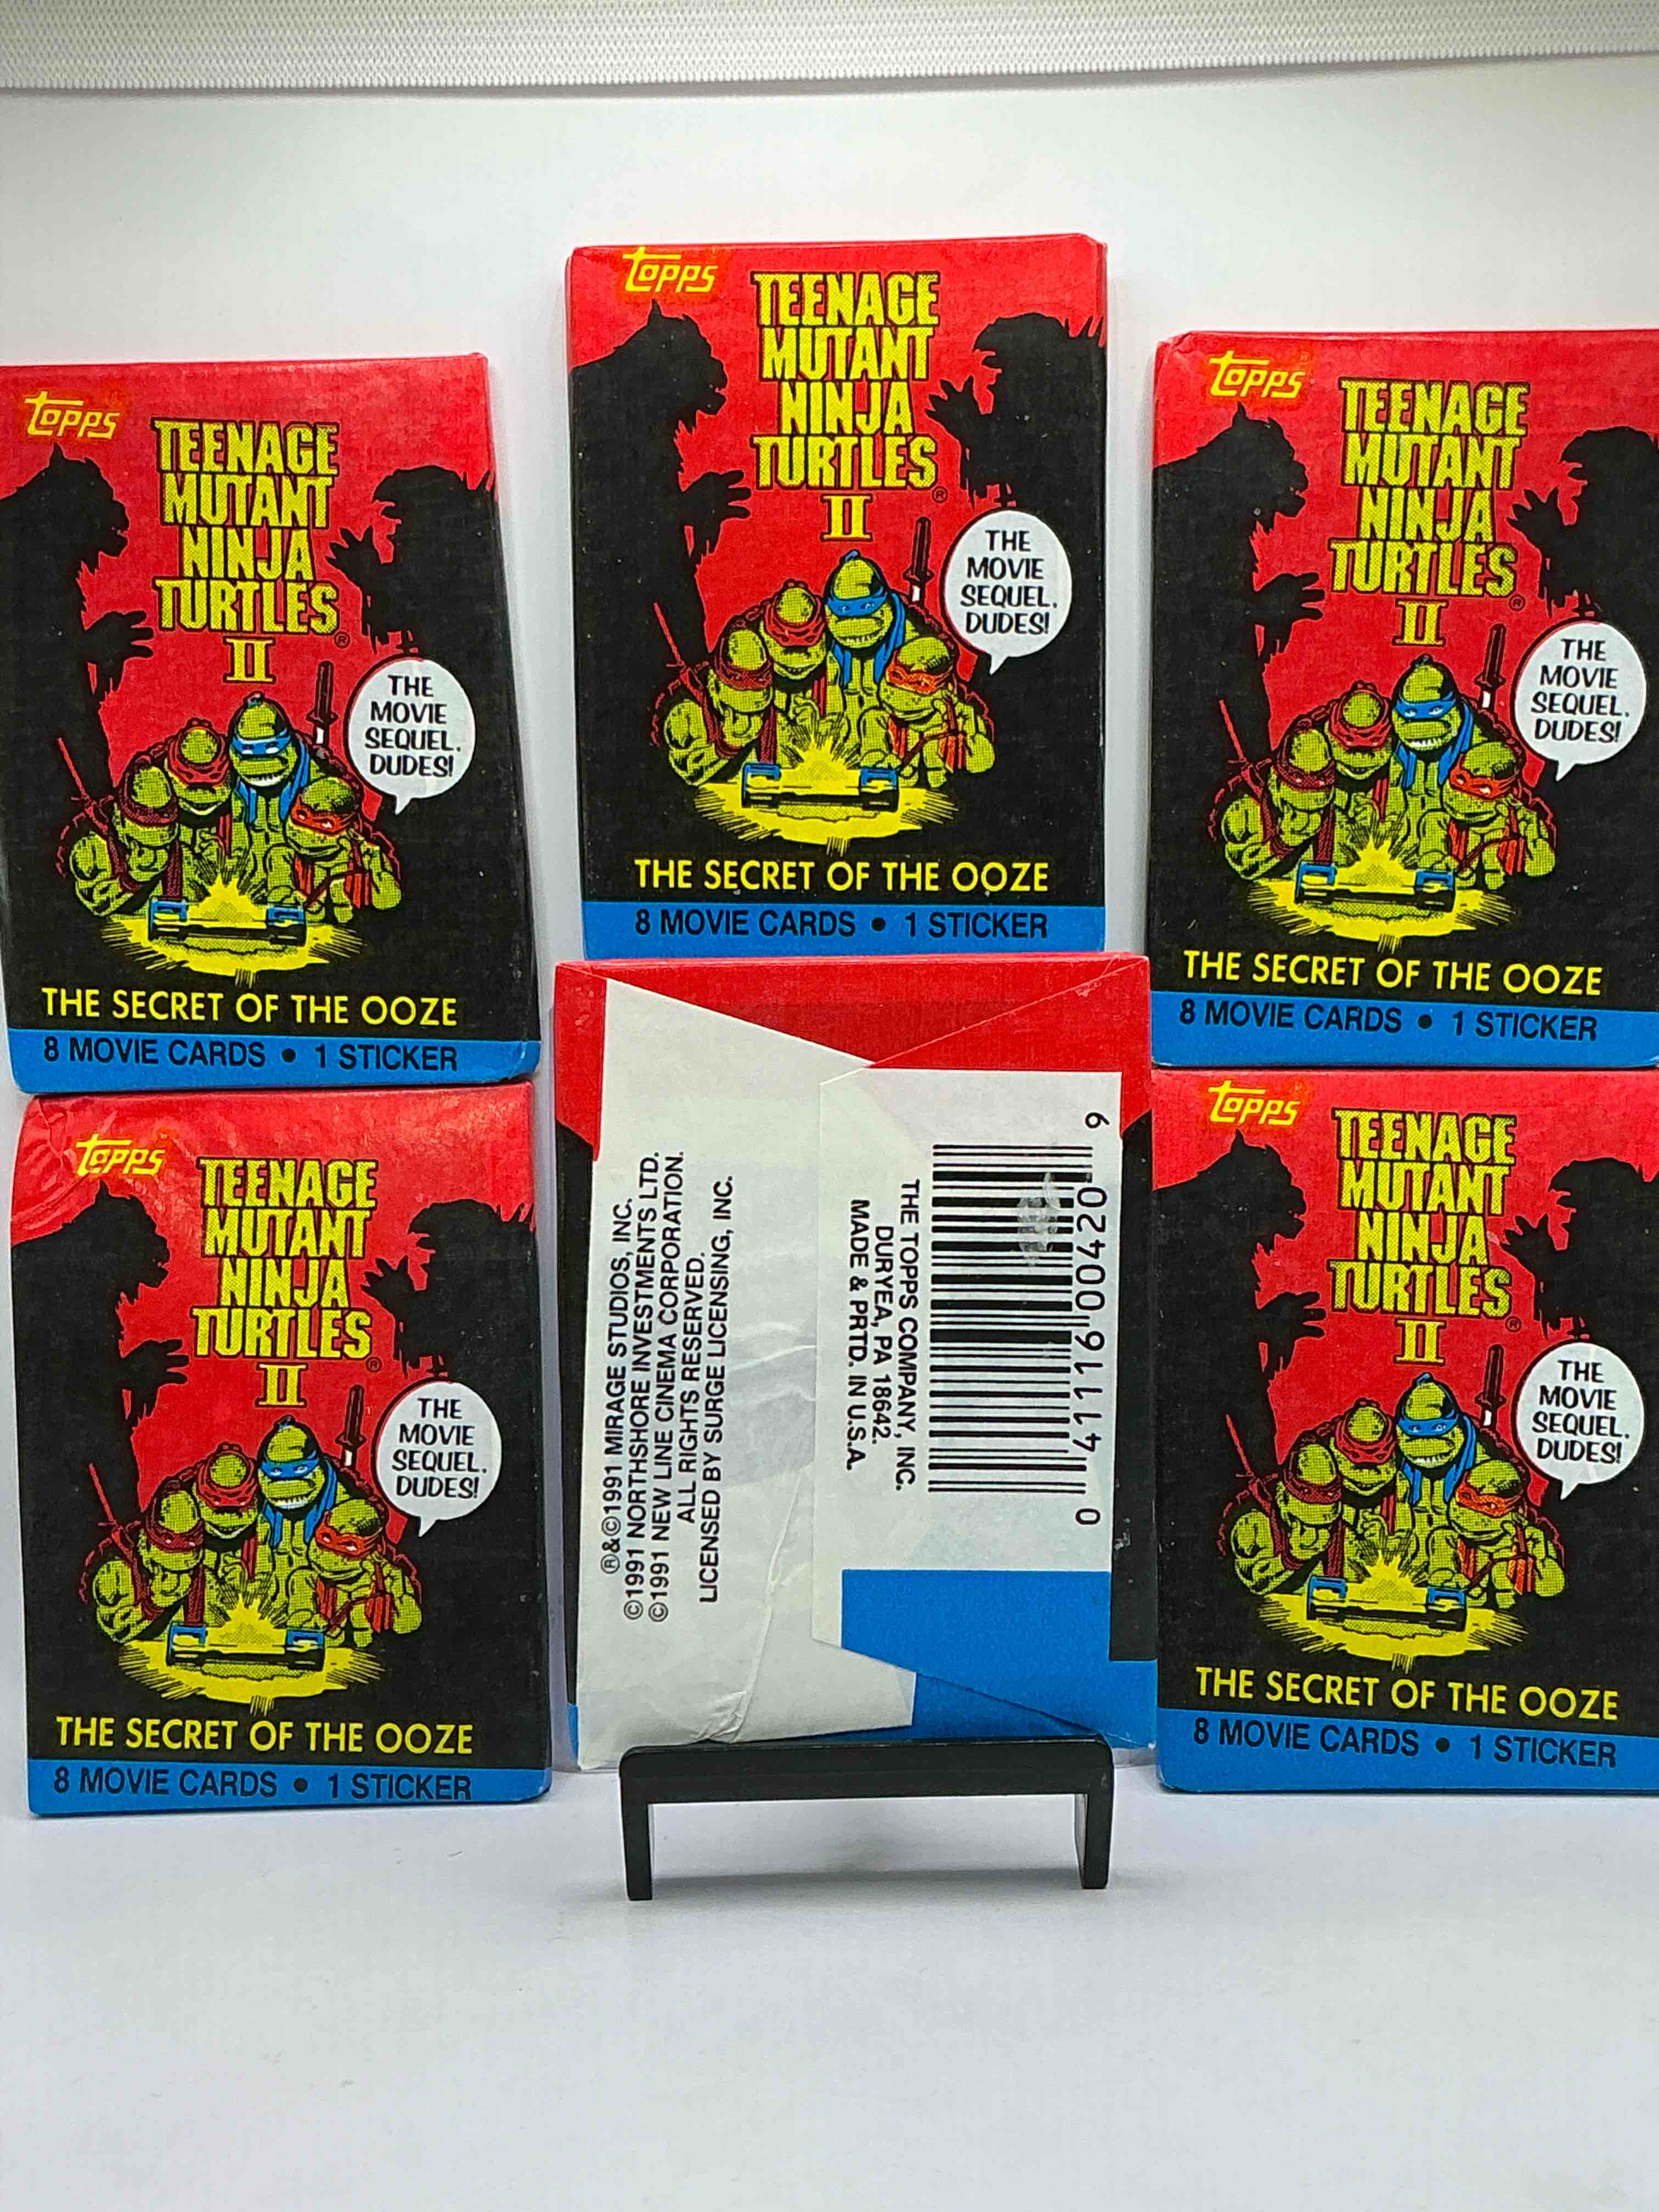 topps
TEENAGE
MUTANT
NINJA
TURTLES®
II
THE
MOVIE
SEQUEL,
DUDES!
THE SECRET OF THE OOZE
8 MOVIE CARDS • 1 STICKER
topps
TEENAGE
MUTANT
NINJA
TURTLES®
II
THE
MOVIE
SEQUEL,
DUDES!
THE SECRET OF THE OOZE
8 MOVIE CARDS • 1 STICKER
topps®
TEENAGE
MUTANT
NINJA
TURTLES®
II
THE
MOVIE
SEQUEL,
DUDES!
THE SECRET OF THE OOZE
8 MOVIE CARDS • 1 STICKER
topps
TEENAGE
MUTANT
NINJA
TURTLES®
II
THE
MOVIE
SEQUEL,
DUDES!
THE SECRET OF THE OOZE
8 MOVIE CARDS • 1 STICKER
®&©1991 MIRAGE STUDIOS, INC.
©1991 NORTHSHORE INVESTMENTS LTD.
©1991 NEW LINE CINEMA CORPORATION.
ALL RIGHTS RESERVED.
LICENSED BY SURGE LICENSING, INC.
THE TOPPS COMPANY, INC.
DURYEA, PA 18642.
MADE & PRTD. IN U.S.A.
0 41116 00420 9
topps
TEENAGE
MUTANT
NINJA
TURTLES®
II
THE
MOVIE
SEQUEL,
DUDES!
THE SECRET OF THE OOZE
8 MOVIE CARDS • 1 STICKER